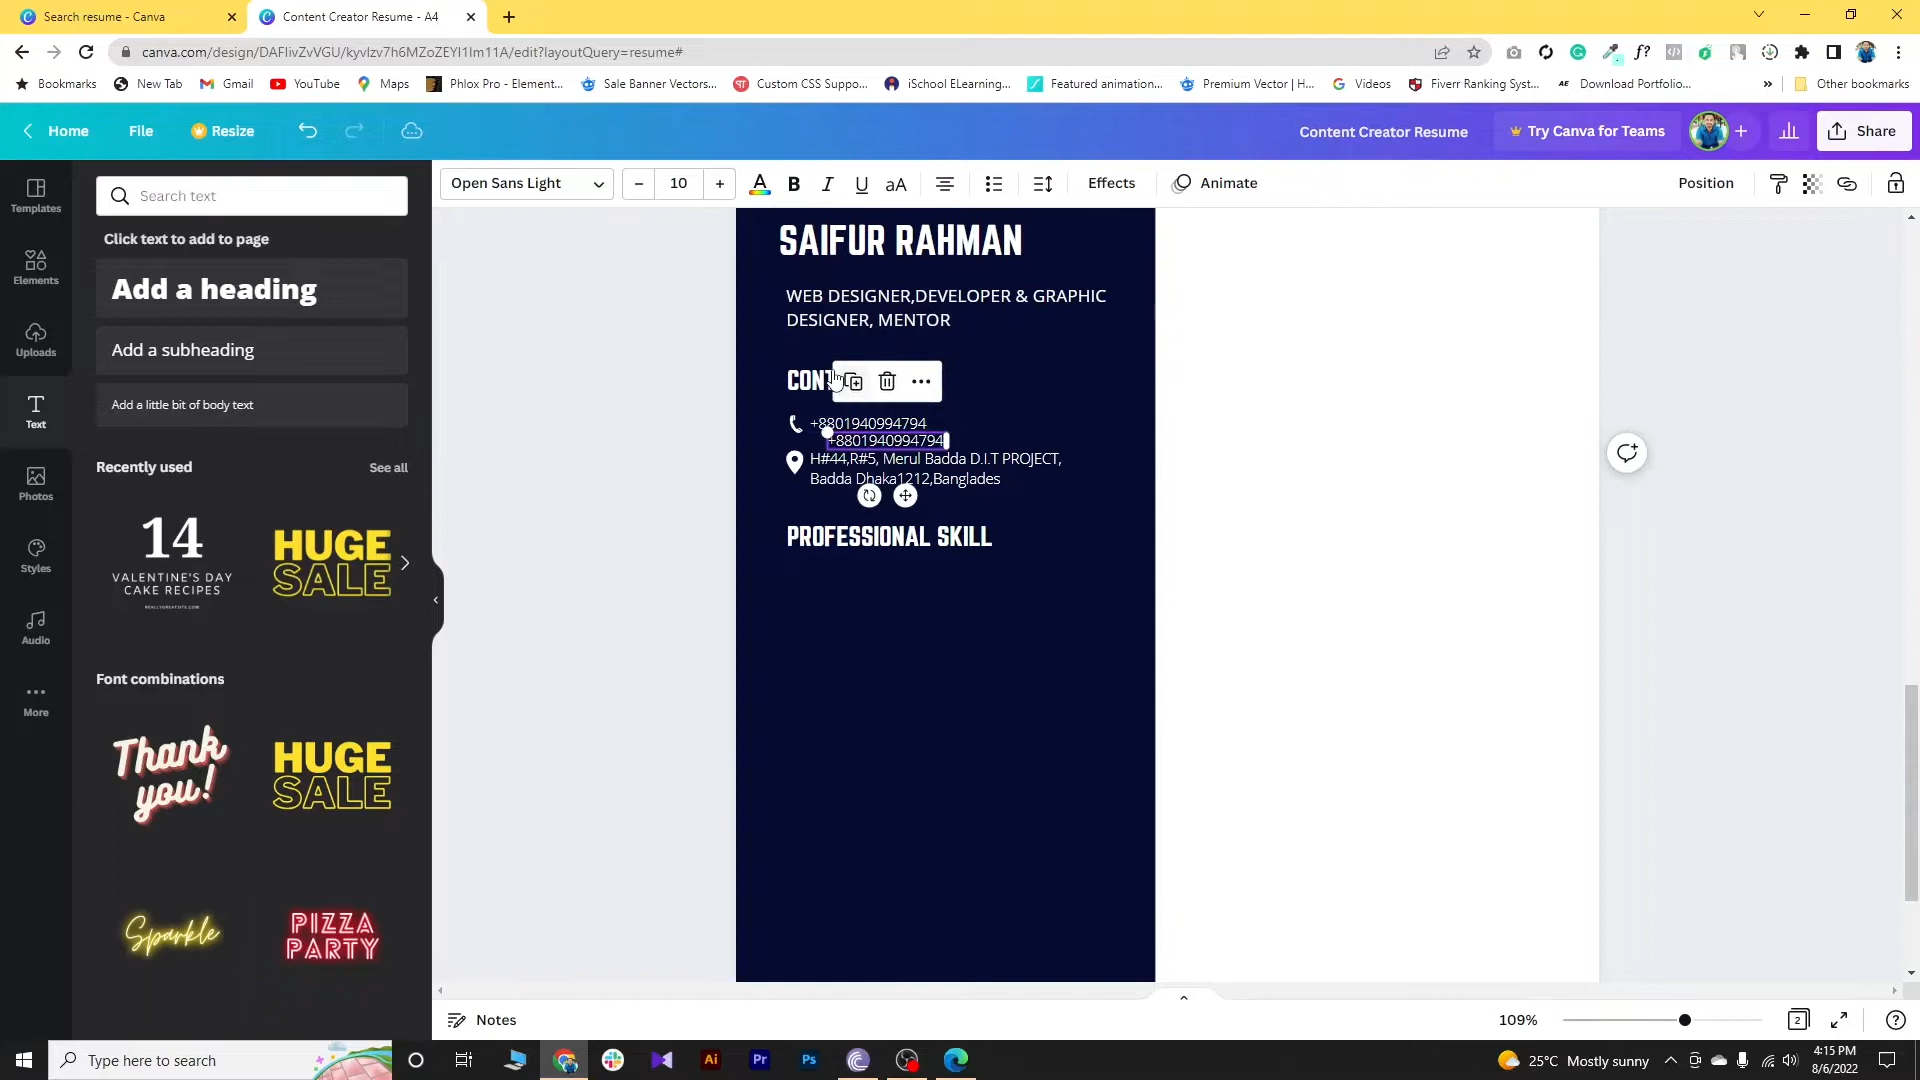 Search resume - Canva
Content Creator Resume - A4
canva.com/design/DAFIivZvVGU/kyvIzv7h6MZoZEYI1Im11A/edit?layoutQuery=resume#
Bookmarks
New Tab
Gmail
YouTube
Maps
Phlox Pro - Element...
Sale Banner Vectors...
Custom CSS Suppo...
iSchool ELearning...
Featured animation...
Premium Vector | H...
Videos
Fiverr Ranking Syst...
Download Portfolio...
Other bookmarks
Home
File
Resize
Content Creator Resume
Try Canva for Teams
Share
Templates
Elements
Uploads
Text
Photos
Styles
Audio
More
Search text
Click text to add to page
Add a heading
Add a subheading
Add a little bit of body text
Recently used
See all
14
VALENTINE'S DAY
CAKE RECIPES
HUGE
SALE
Font combinations
Thank
you!
HUGE
SALE
Sparkle
PIZZA
PARTY
Open Sans Light
10
A
B
I
U
aA
Effects
Animate
Position
SAIFUR RAHMAN
WEB DESIGNER,DEVELOPER & GRAPHIC
DESIGNER, MENTOR
CONT
+8801940994794
+8801940994794
H#44,R#5, Merul Badda D.I.T PROJECT,
Badda Dhaka1212,Banglades
PROFESSIONAL SKILL
Notes
109%
2
Type here to search
25°C Mostly sunny
4:15 PM
8/6/2022